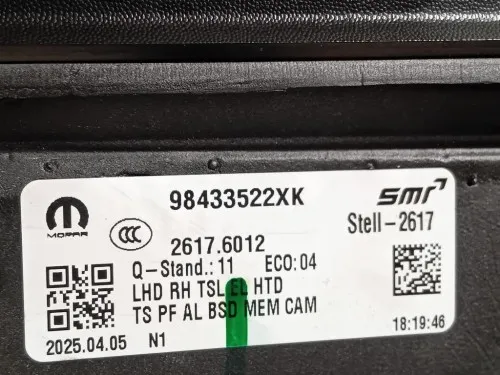 98433522XK
smr
MOPAR
CCC
Stell-2617
2617.6012
Q-Stand.: 11 ECO: 04
LHD RH TSL EL HTD
TS PF AL BSD MEM CAM
2025.04.05 N1
18:19:46